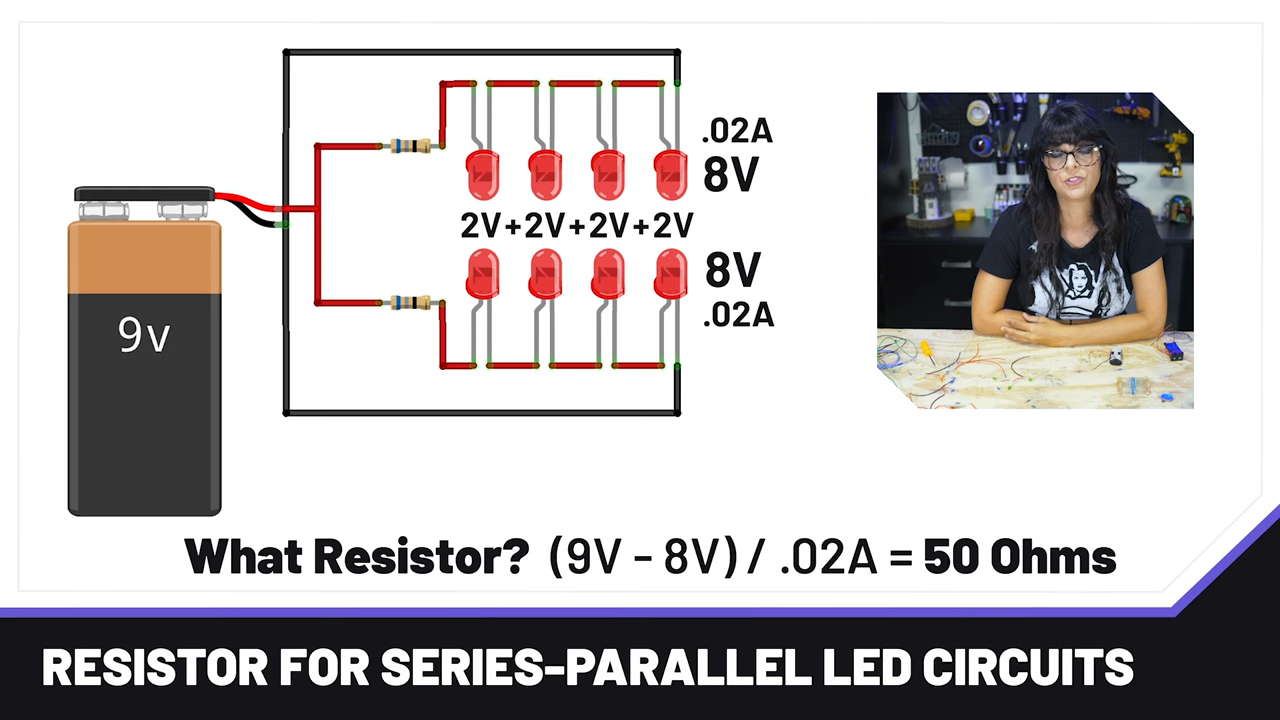 .02A
8V
9v
2V+2V+2V+2V
8V
.02A
What Resistor? (9V - 8V) / .02A = 50 Ohms
RESISTOR FOR SERIES-PARALLEL LED CIRCUITS